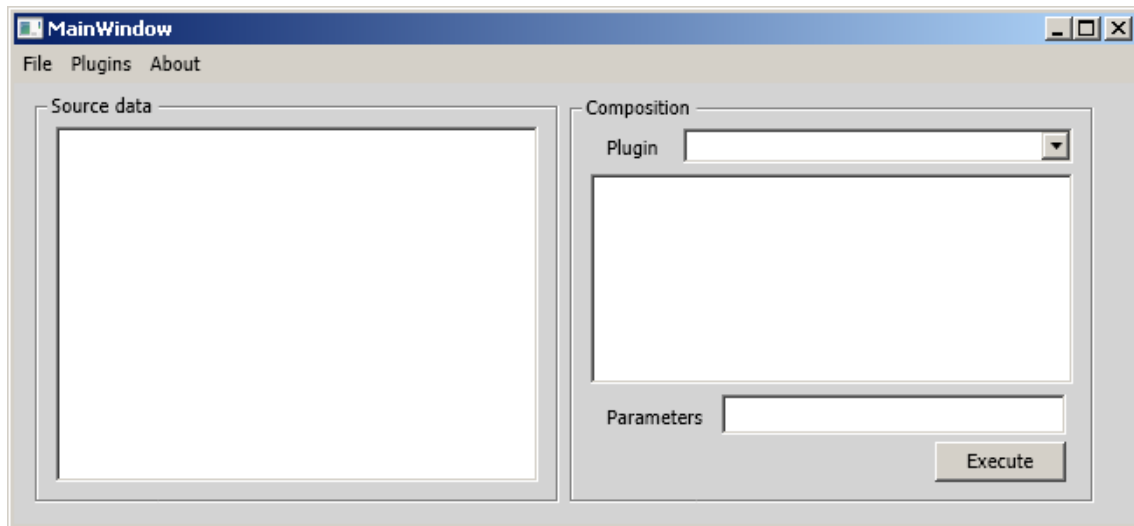 MainWindow
File Plugins About
Source data
Composition
Plugin
Parameters
Execute